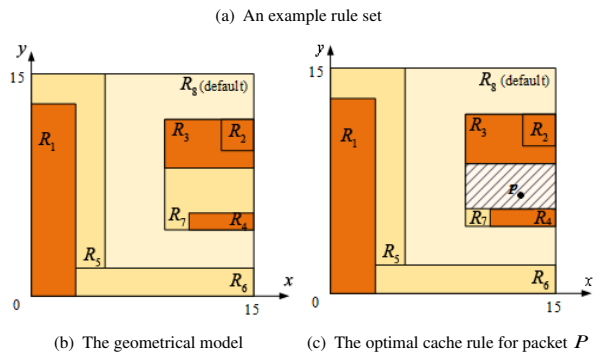 (a) An example rule set
y
15
R₈ (default)
R₁
R₃
R₂
R₇
R₄
R₅
R₆
x
0
15
y
15
R₈ (default)
R₁
R₃
R₂
p
R₇
R₄
R₅
R₆
x
0
15
(b) The geometrical model
(c) The optimal cache rule for packet P